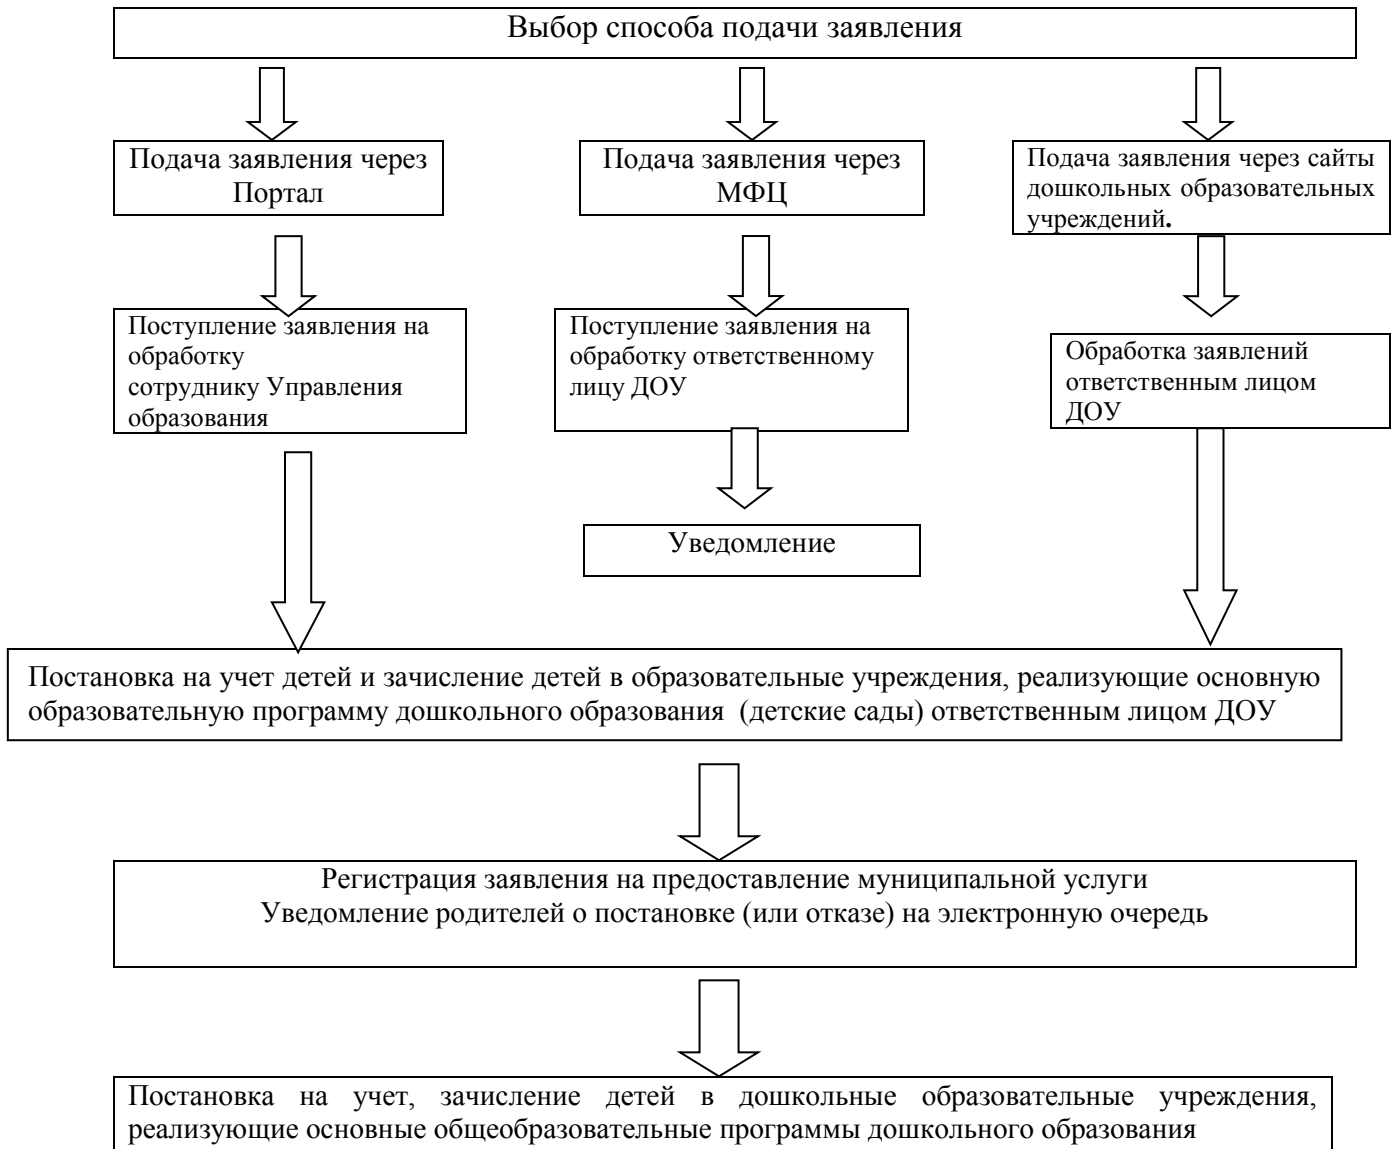 Выбор способа подачи заявления
Подача заявления через
Портал
Подача заявления через
МФЦ
Подача заявления через сайты
дошкольных образовательных
учреждений.
Поступление заявления на
обработку
сотруднику Управления
образования
Поступление заявления на
обработку ответственному
лицу ДОУ
Обработка заявлений
ответственным лицом
ДОУ
Уведомление
Постановка на учет детей и зачисление детей в образовательные учреждения, реализующие основную
образовательную программу дошкольного образования (детские сады) ответственным лицом ДОУ
Регистрация заявления на предоставление муниципальной услуги
Уведомление родителей о постановке (или отказе) на электронную очередь
Постановка на учет, зачисление детей в дошкольные образовательные учреждения,
реализующие основные общеобразовательные программы дошкольного образования